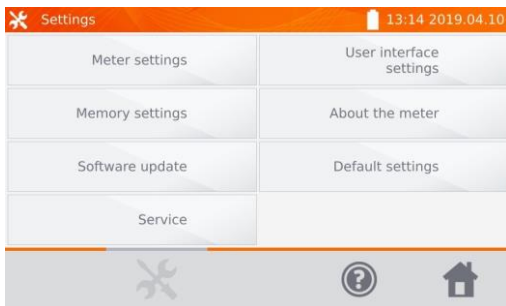 Settings
13:14 2019.04.10
Meter settings
User interface
settings
Memory settings
About the meter
Software update
Default settings
Service
?